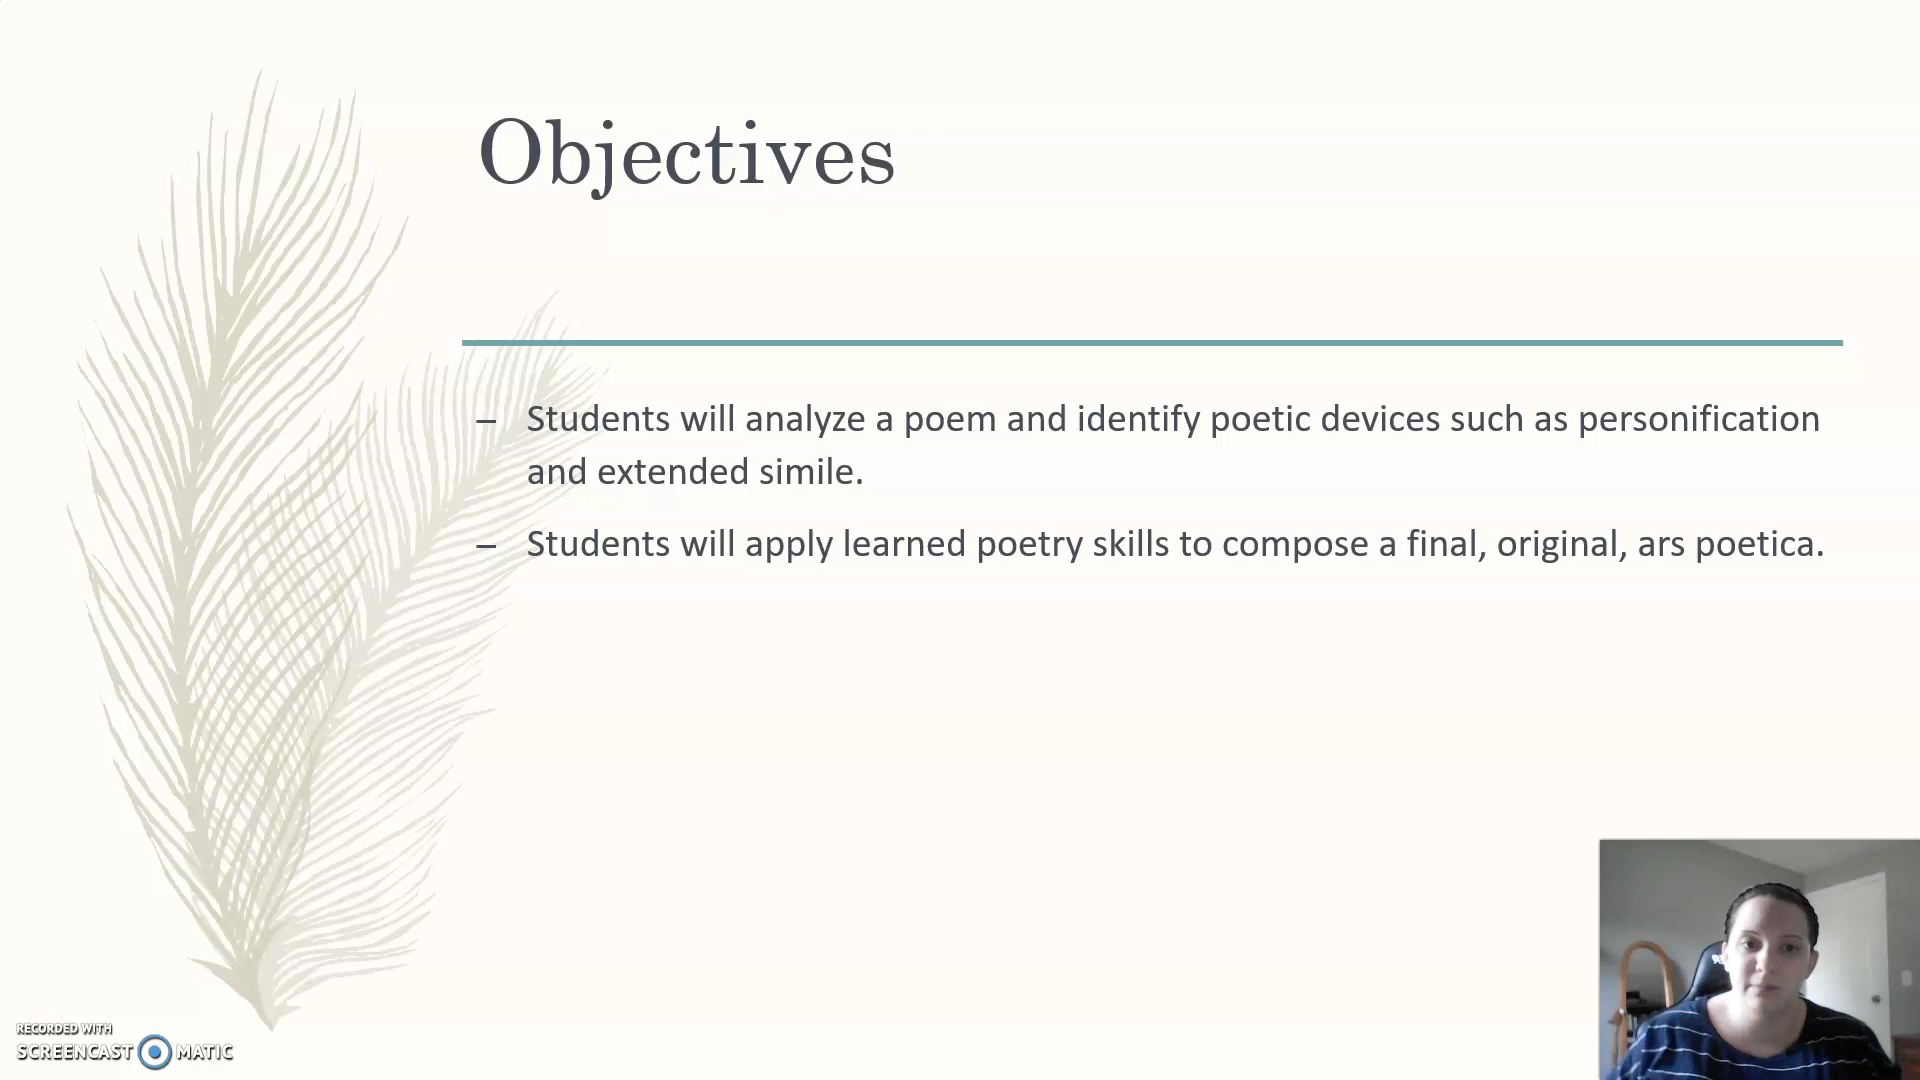 Objectives
– Students will analyze a poem and identify poetic devices such as personification
and extended simile.
– Students will apply learned poetry skills to compose a final, original, ars poetica.
RECORDED WITH
SCREENCAST MATIC